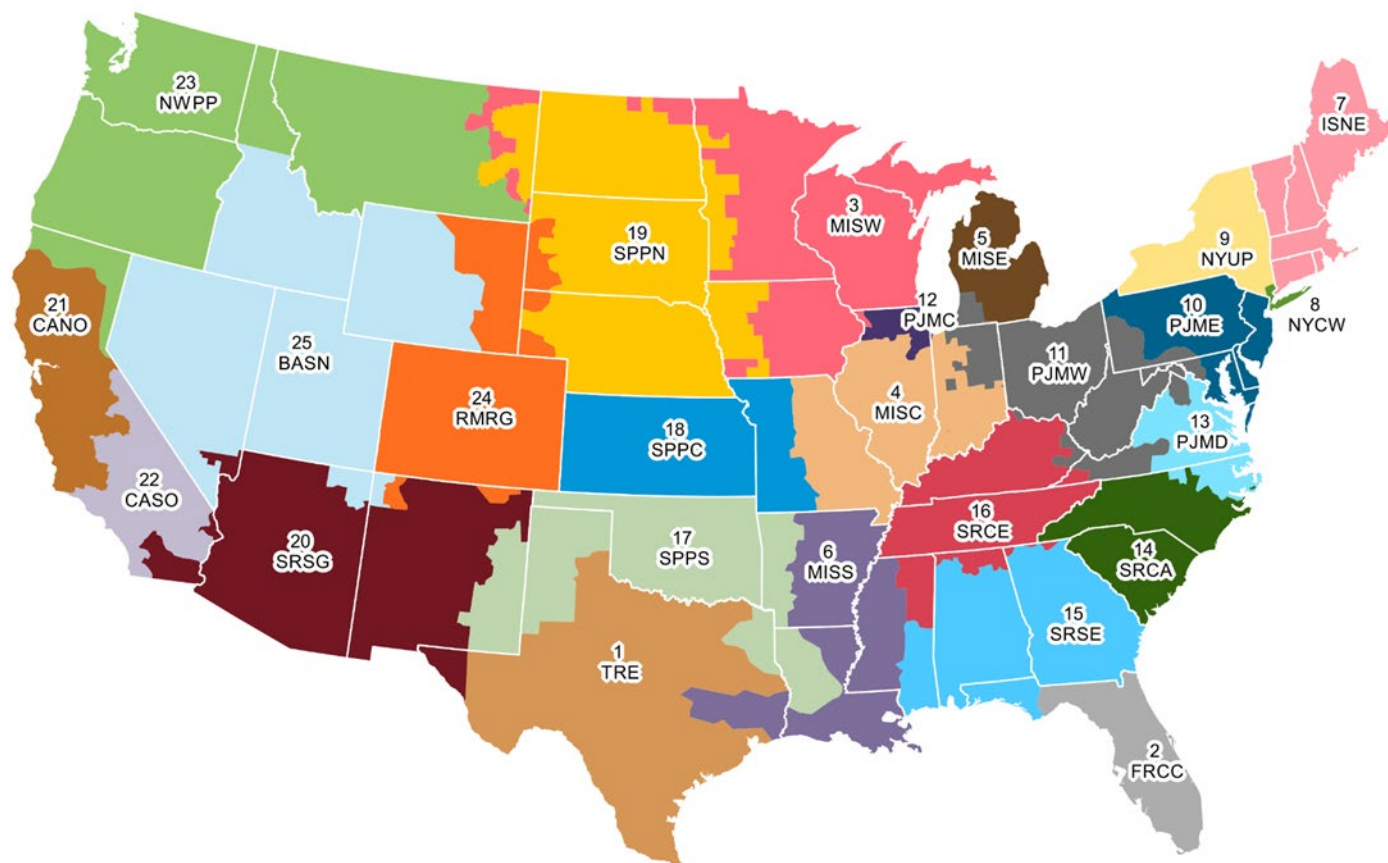 23
NWPP
7
ISNE
3
MISW
5
MISE
19
SPPN
9
NYUP
21
CANO
12
PJMC
10
PJME
8
NYCW
25
BASN
11
PJMW
24
RMRG
4
MISC
13
PJMD
18
SPPC
22
CASO
16
SRCE
20
SRSG
17
SPPS
6
MISS
14
SRCA
15
SRSE
1
TRE
2
FRCC